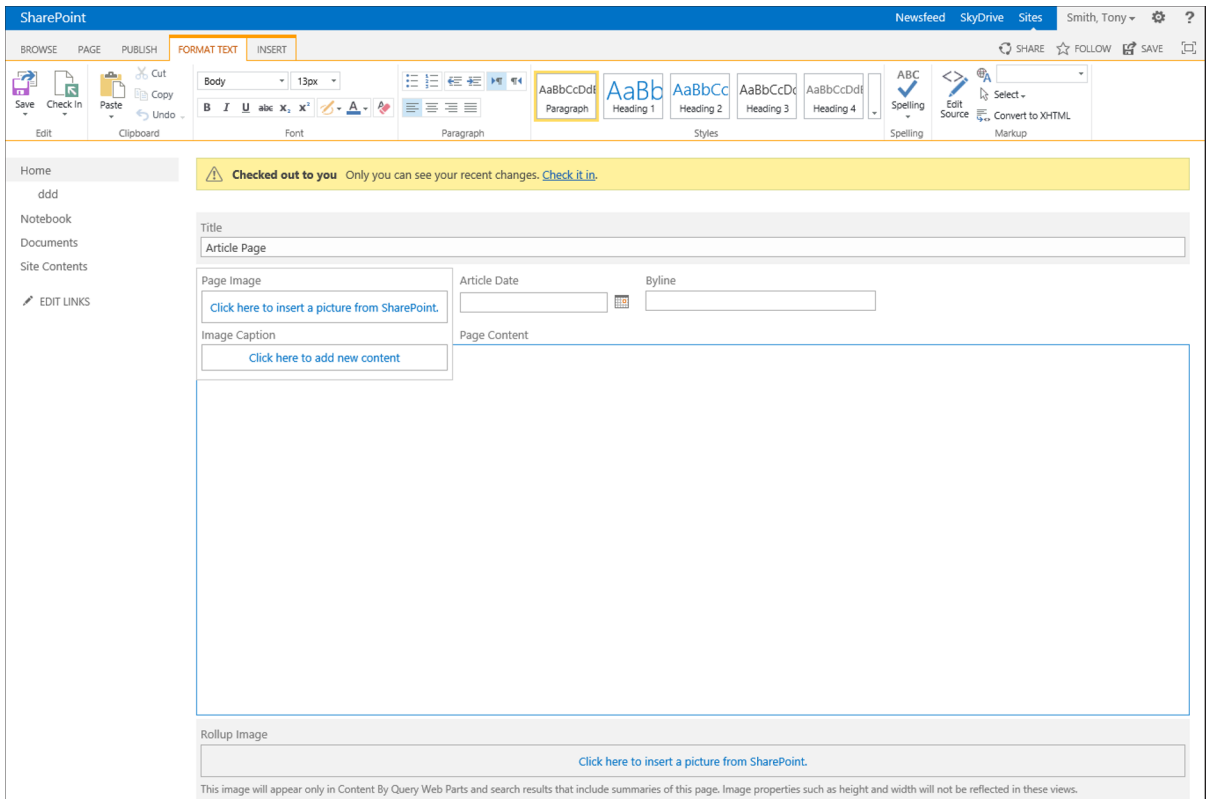 SharePoint Newsfeed SkyDrive Sites Smith, Tony ?
BROWSE PAGE PUBLISH FORMAT TEXT INSERT SHARE FOLLOW SAVE
Save Check In Paste Cut Copy Undo
Body 13px
B I U abc x₂ x² A
AaBbCcDdE Paragraph AaBb Heading 1 AaBbCc Heading 2 AaBbCcDd Heading 3 AaBbCcDdE Heading 4
ABC Spelling Edit Source Select Convert to XHTML
Edit Clipboard Font Paragraph Styles Spelling Markup
Home
ddd
Notebook
Documents
Site Contents
EDIT LINKS
Checked out to you Only you can see your recent changes. Check it in.
Title
Article Page
Page Image Article Date Byline
Click here to insert a picture from SharePoint.
Image Caption Page Content
Click here to add new content
Rollup Image
Click here to insert a picture from SharePoint.
This image will appear only in Content By Query Web Parts and search results that include summaries of this page. Image properties such as height and width will not be reflected in these views.